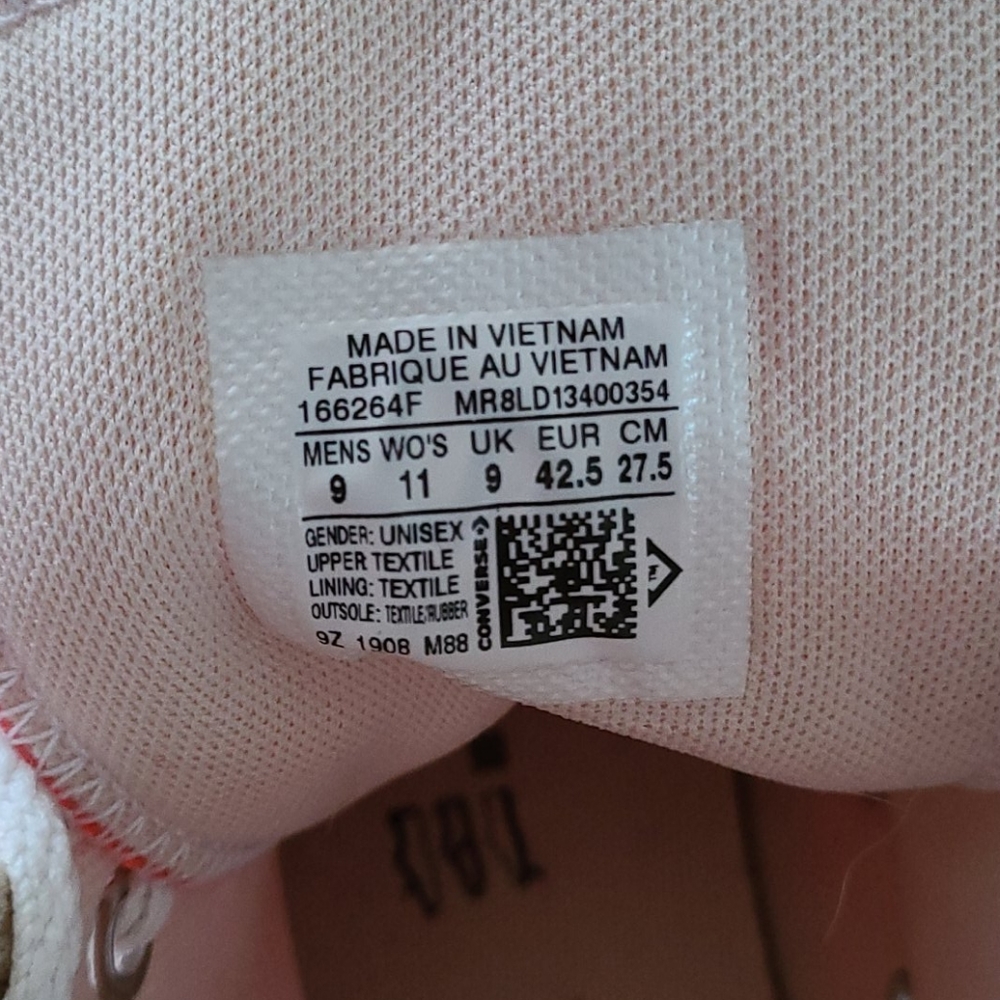 MADE IN VIETNAM
FABRIQUE AU VIETNAM
166264F MR8LD13400354
MENS WO'S UK EUR CM
9 11 9 42.5 27.5
GENDER: UNISEX
UPPER TEXTILE
LINING: TEXTILE
OUTSOLE: TEXTILE/RUBBER
9Z 1908 M88
CONVERSE